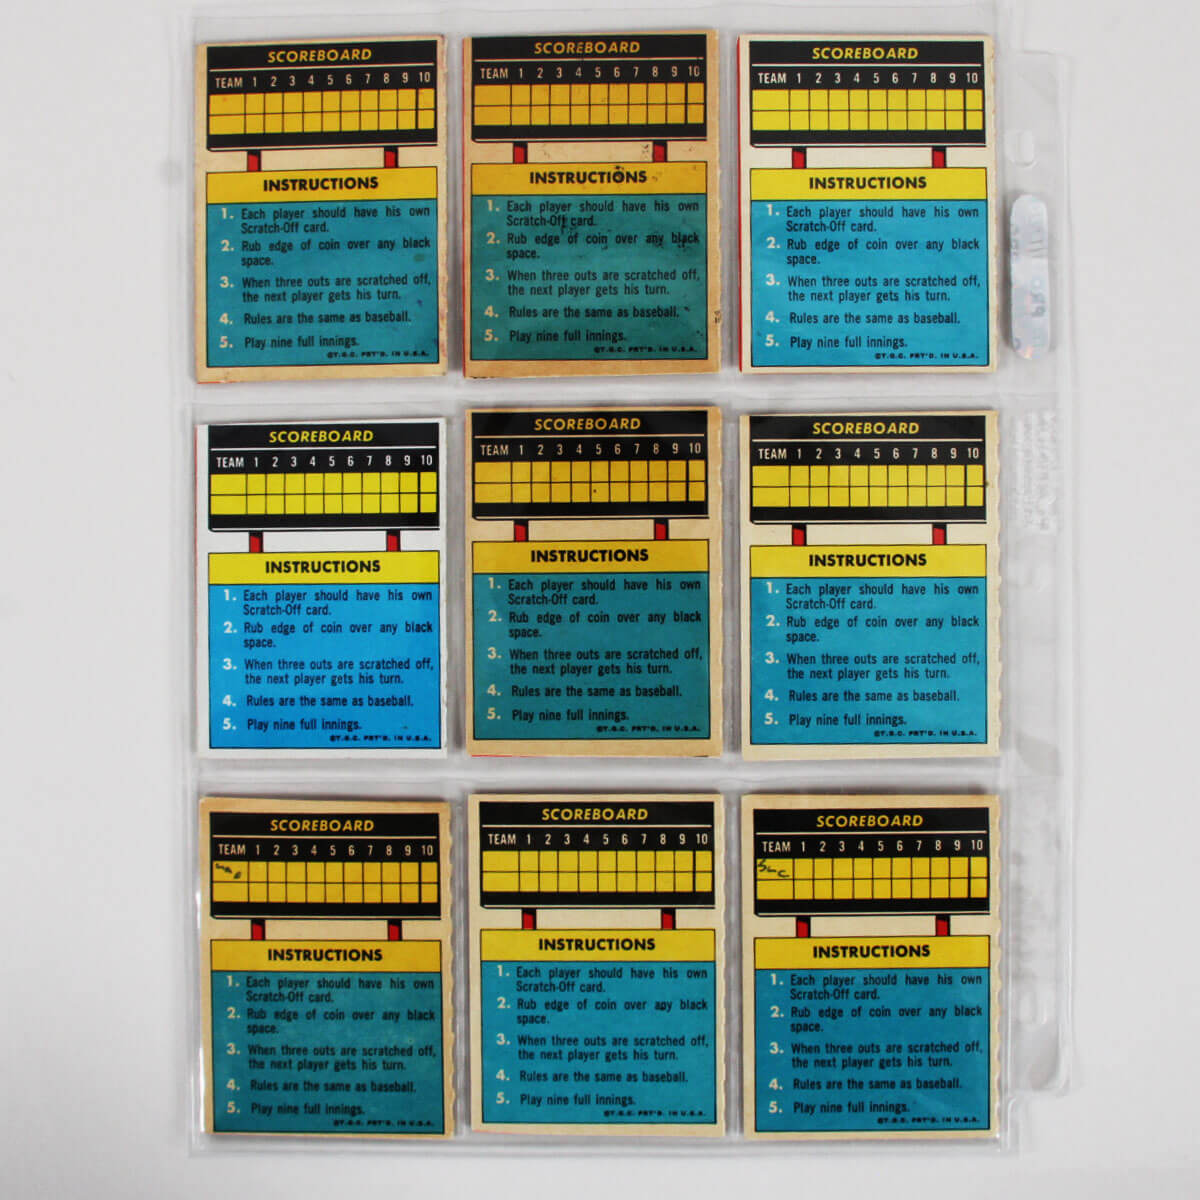 SCOREBOARD
TEAM 1 2 3 4 5 6 7 8 9 10
INSTRUCTIONS
1. Each player should have his own
Scratch-Off card.
2. Rub edge of coin over any black
space.
3. When three outs are scratched off,
the next player gets his turn.
4. Rules are the same as baseball.
5. Play nine full innings.
©T.G.C. PRT'D. IN U.S.A.
SCOREBOARD
TEAM 1 2 3 4 5 6 7 8 9 10
INSTRUCTIONS
1. Each player should have his own
Scratch-Off card.
2. Rub edge of coin over any black
space.
3. When three outs are scratched off,
the next player gets his turn.
4. Rules are the same as baseball.
5. Play nine full innings.
©T.G.C. PRT'D. IN U.S.A.
SCOREBOARD
TEAM 1 2 3 4 5 6 7 8 9 10
INSTRUCTIONS
1. Each player should have his own
Scratch-Off card.
2. Rub edge of coin over any black
space.
3. When three outs are scratched off,
the next player gets his turn.
4. Rules are the same as baseball.
5. Play nine full innings.
©T.G.C. PRT'D. IN U.S.A.
SCOREBOARD
TEAM 1 2 3 4 5 6 7 8 9 10
INSTRUCTIONS
1. Each player should have his own
Scratch-Off card.
2. Rub edge of coin over any black
space.
3. When three outs are scratched off,
the next player gets his turn.
4. Rules are the same as baseball.
5. Play nine full innings.
©T.G.C. PRT'D. IN U.S.A.
SCOREBOARD
TEAM 1 2 3 4 5 6 7 8 9 10
INSTRUCTIONS
1. Each player should have his own
Scratch-Off card.
2. Rub edge of coin over any black
space.
3. When three outs are scratched off,
the next player gets his turn.
4. Rules are the same as baseball.
5. Play nine full innings.
©T.G.C. PRT'D. IN U.S.A.
SCOREBOARD
TEAM 1 2 3 4 5 6 7 8 9 10
INSTRUCTIONS
1. Each player should have his own
Scratch-Off card.
2. Rub edge of coin over any black
space.
3. When three outs are scratched off,
the next player gets his turn.
4. Rules are the same as baseball.
5. Play nine full innings.
©T.G.C. PRT'D. IN U.S.A.
SCOREBOARD
TEAM 1 2 3 4 5 6 7 8 9 10
INSTRUCTIONS
1. Each player should have his own
Scratch-Off card.
2. Rub edge of coin over any black
space.
3. When three outs are scratched off,
the next player gets his turn.
4. Rules are the same as baseball.
5. Play nine full innings.
©T.G.C. PRT'D. IN U.S.A.
SCOREBOARD
TEAM 1 2 3 4 5 6 7 8 9 10
INSTRUCTIONS
1. Each player should have his own
Scratch-Off card.
2. Rub edge of coin over any black
space.
3. When three outs are scratched off,
the next player gets his turn.
4. Rules are the same as baseball.
5. Play nine full innings.
©T.G.C. PRT'D. IN U.S.A.
SCOREBOARD
TEAM 1 2 3 4 5 6 7 8 9 10
INSTRUCTIONS
1. Each player should have his own
Scratch-Off card.
2. Rub edge of coin over any black
space.
3. When three outs are scratched off,
the next player gets his turn.
4. Rules are the same as baseball.
5. Play nine full innings.
©T.G.C. PRT'D. IN U.S.A.